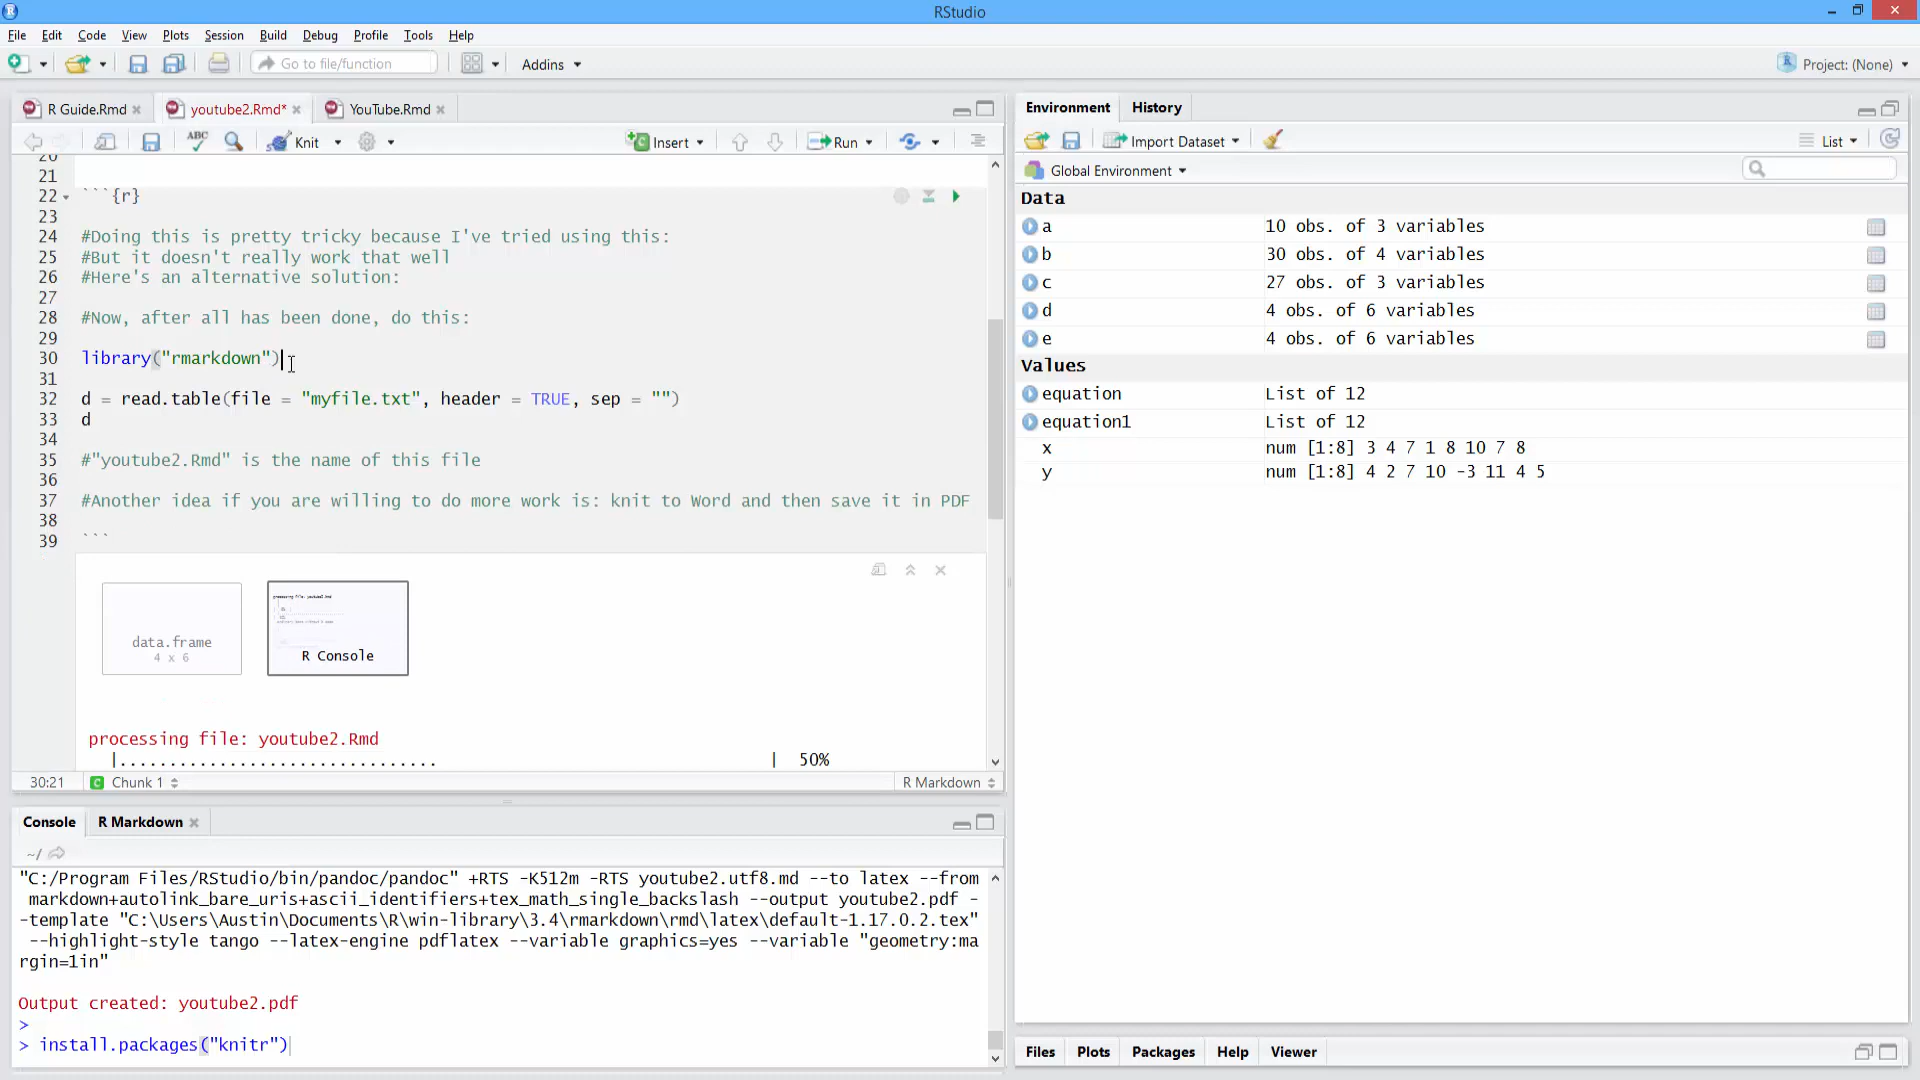 RStudio
File Edit Code View Plots Session Build Debug Profile Tools Help
Go to file/function Addins Project: (None)
R Guide.Rmd youtube2.Rmd* YouTube.Rmd
ABC Knit Insert Run
20
21
22 ```{r}
23
24 #Doing this is pretty tricky because I've tried using this:
25 #But it doesn't really work that well
26 #Here's an alternative solution:
27
28 #Now, after all has been done, do this:
29
30 library("rmarkdown")
31
32 d = read.table(file = "myfile.txt", header = TRUE, sep = "")
33 d
34
35 #"youtube2.Rmd" is the name of this file
36
37 #Another idea if you are willing to do more work is: knit to Word and then save it in PDF
38
39 ```
data.frame
4 x 6
R Console
processing file: youtube2.Rmd
|................................ | 50%
30:21 C Chunk 1 R Markdown
Console R Markdown
~/
"C:/Program Files/RStudio/bin/pandoc/pandoc" +RTS -K512m -RTS youtube2.utf8.md --to latex --from
markdown+autolink_bare_uris+ascii_identifiers+tex_math_single_backslash --output youtube2.pdf -
-template "C:\Users\Austin\Documents\R\win-library\3.4\rmarkdown\rmd\latex\default-1.17.0.2.tex"
--highlight-style tango --latex-engine pdflatex --variable graphics=yes --variable "geometry:ma
rgin=1in"
Output created: youtube2.pdf
>
> install.packages("knitr")
Environment History
Import Dataset List
Global Environment
Data
a 10 obs. of 3 variables
b 30 obs. of 4 variables
c 27 obs. of 3 variables
d 4 obs. of 6 variables
e 4 obs. of 6 variables
Values
equation List of 12
equation1 List of 12
x num [1:8] 3 4 7 1 8 10 7 8
y num [1:8] 4 2 7 10 -3 11 4 5
Files Plots Packages Help Viewer